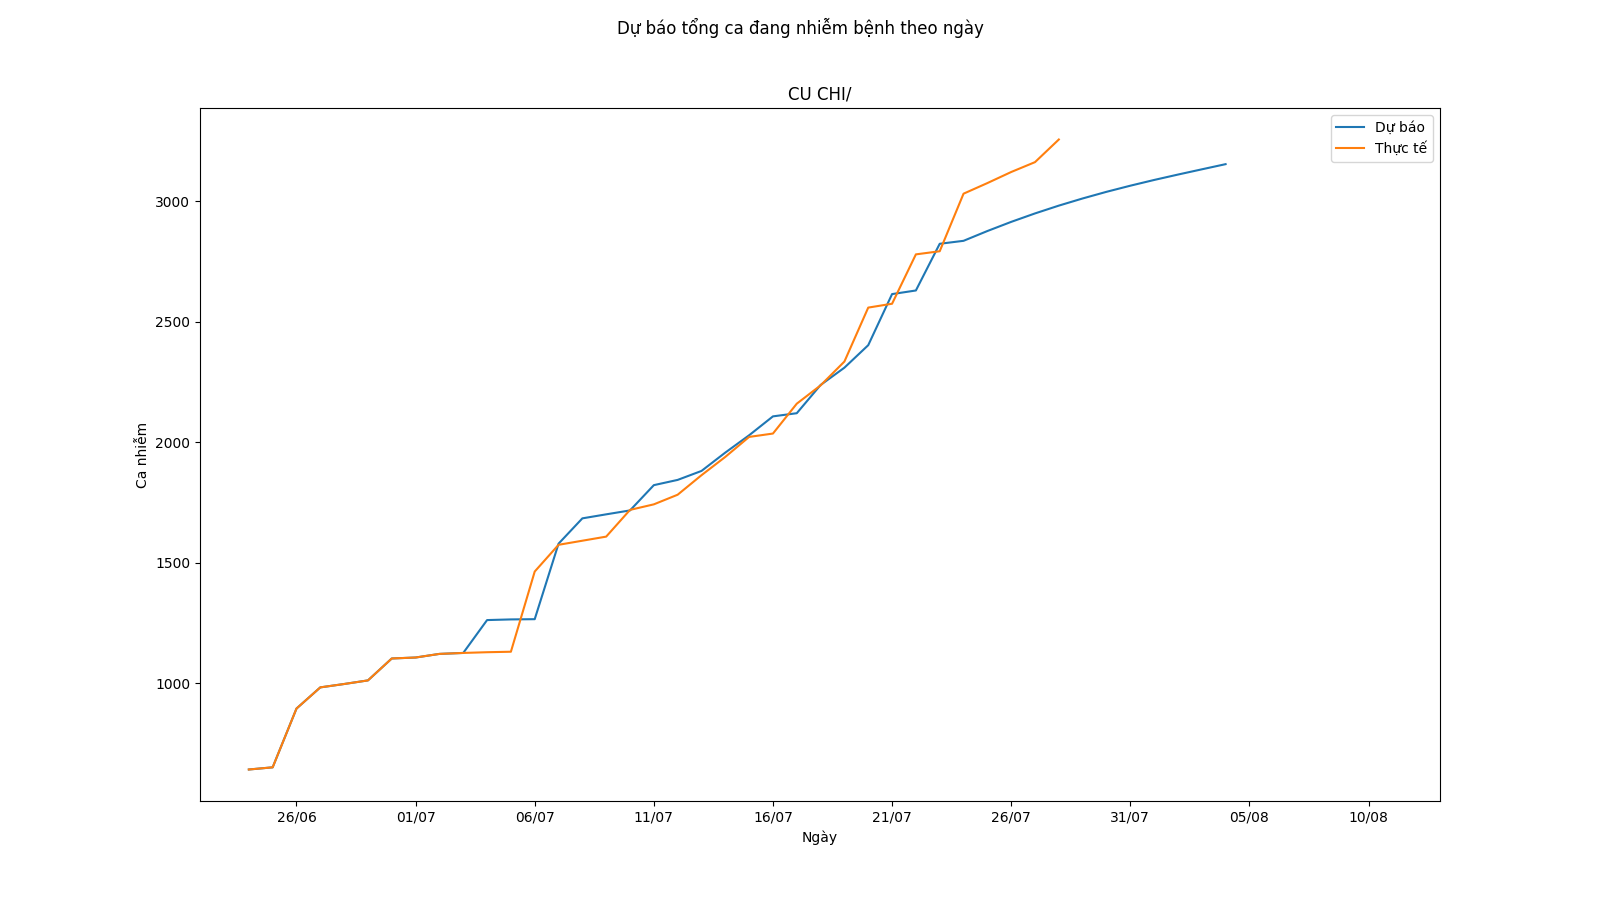 Dự báo tổng ca đang nhiễm bệnh theo ngày
CU CHI/
Dự báo
Thực tế
Ca nhiễm
3000
2500
2000
1500
1000
26/06
01/07
06/07
11/07
16/07
21/07
26/07
31/07
05/08
10/08
Ngày